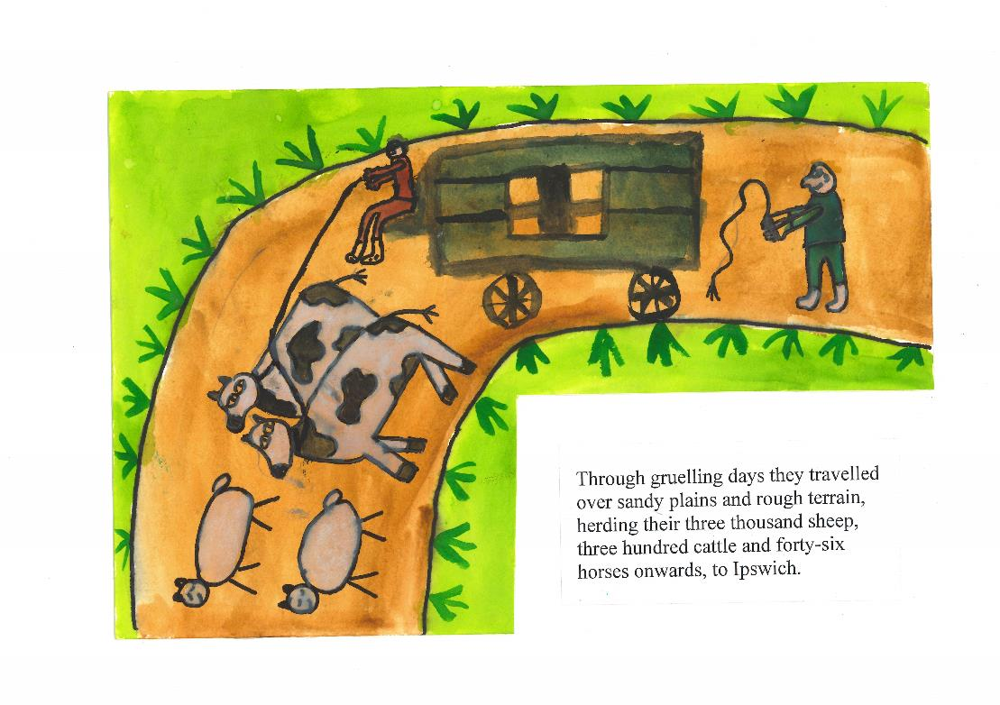 Through gruelling days they travelled
over sandy plains and rough terrain,
herding their three thousand sheep,
three hundred cattle and forty-six
horses onwards, to Ipswich.